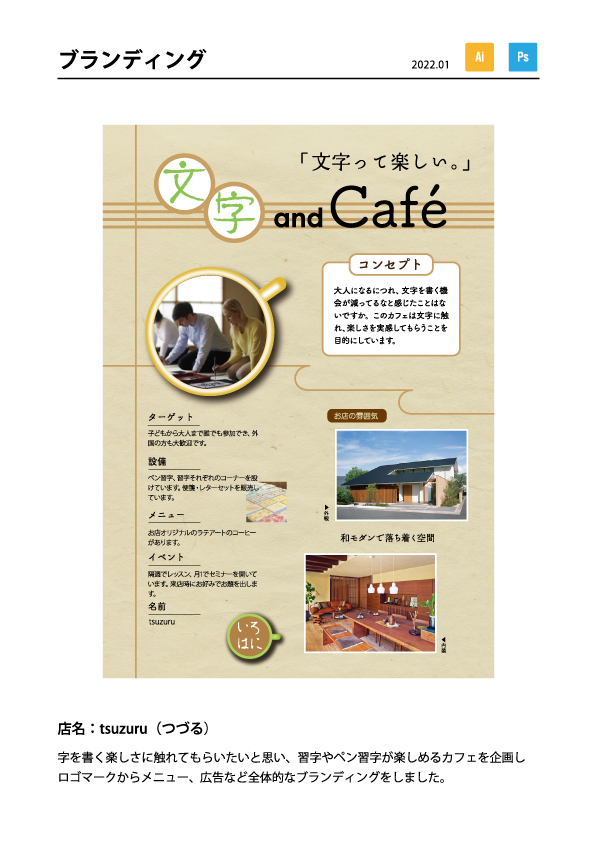 ブランディング
2022.01
Ai
Ps
「文字って楽しい。」
文字
and Café
コンセプト
大人になるにつれ、文字を書く機
会が減ってるなと感じたことはな
いですか。このカフェは文字に触
れ、楽しさを実感してもらうことを
目的にしています。
ターゲット
子どもから大人まで誰でも参加でき、外
国の方も大歓迎です。
設備
ペン習字、習字それぞれのコーナーを設
けています。便箋・レターセットを販売し
ています。
メニュー
お店オリジナルのラテアートのコーヒー
があります。
イベント
隔週でレッスン、月1でセミナーを開いて
います。来店時にお好みでお題を出しま
す。
名前
tsuzuru
いろ
はに
お店の雰囲気
▶外観
和モダンで落ち着く空間
◀内装
店名：tsuzuru（つづる）
字を書く楽しさに触れてもらいたいと思い、習字やペン習字が楽しめるカフェを企画し
ロゴマークからメニュー、広告など全体的なブランディングをしました。